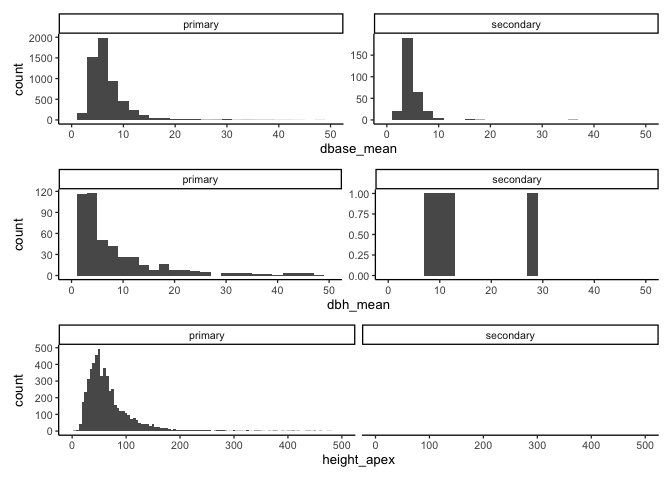 primary secondary
2000
1500
1000
500
0
150
100
50
0
count
0 10 20 30 40 50 0 10 20 30 40 50
dbase_mean
primary secondary
120
90
60
30
0
1.00
0.75
0.50
0.25
0.00
count
0 10 20 30 40 50 0 10 20 30 40 50
dbh_mean
primary secondary
500
400
300
200
100
0
count
0 100 200 300 400 500 0 100 200 300 400 500
height_apex